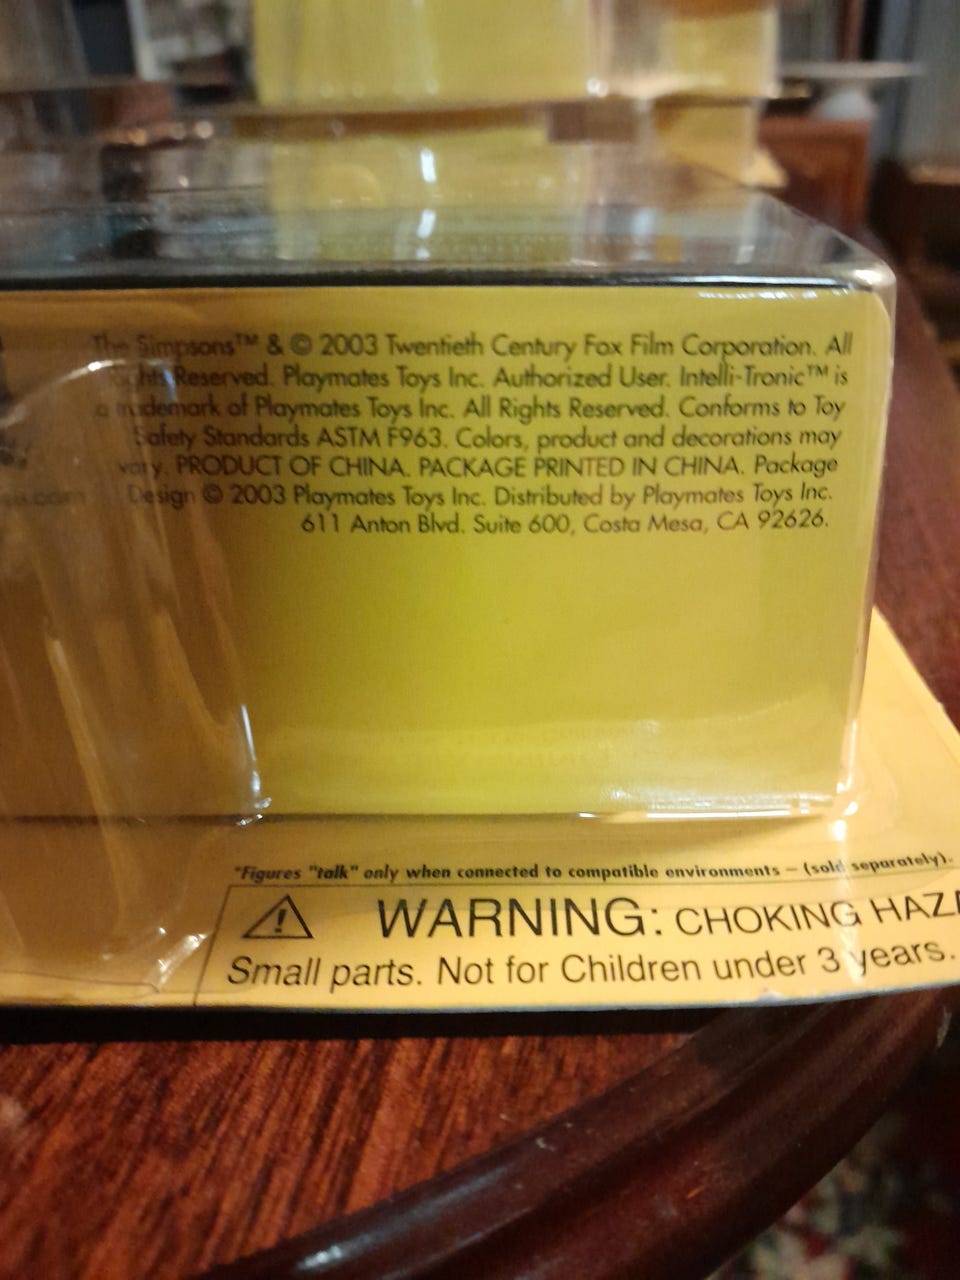 The Simpsons™ & © 2003 Twentieth Century Fox Film Corporation. All
Rights Reserved. Playmates Toys Inc. Authorized User. Intelli-Tronic™ is
a trademark of Playmates Toys Inc. All Rights Reserved. Conforms to Toy
Safety Standards ASTM F963. Colors, product and decorations may
vary. PRODUCT OF CHINA. PACKAGE PRINTED IN CHINA. Package
Design © 2003 Playmates Toys Inc. Distributed by Playmates Toys Inc.
611 Anton Blvd. Suite 600, Costa Mesa, CA 92626.
*Figures "talk" only when connected to compatible environments – (sold separately).
WARNING: CHOKING HAZA
Small parts. Not for Children under 3 years.